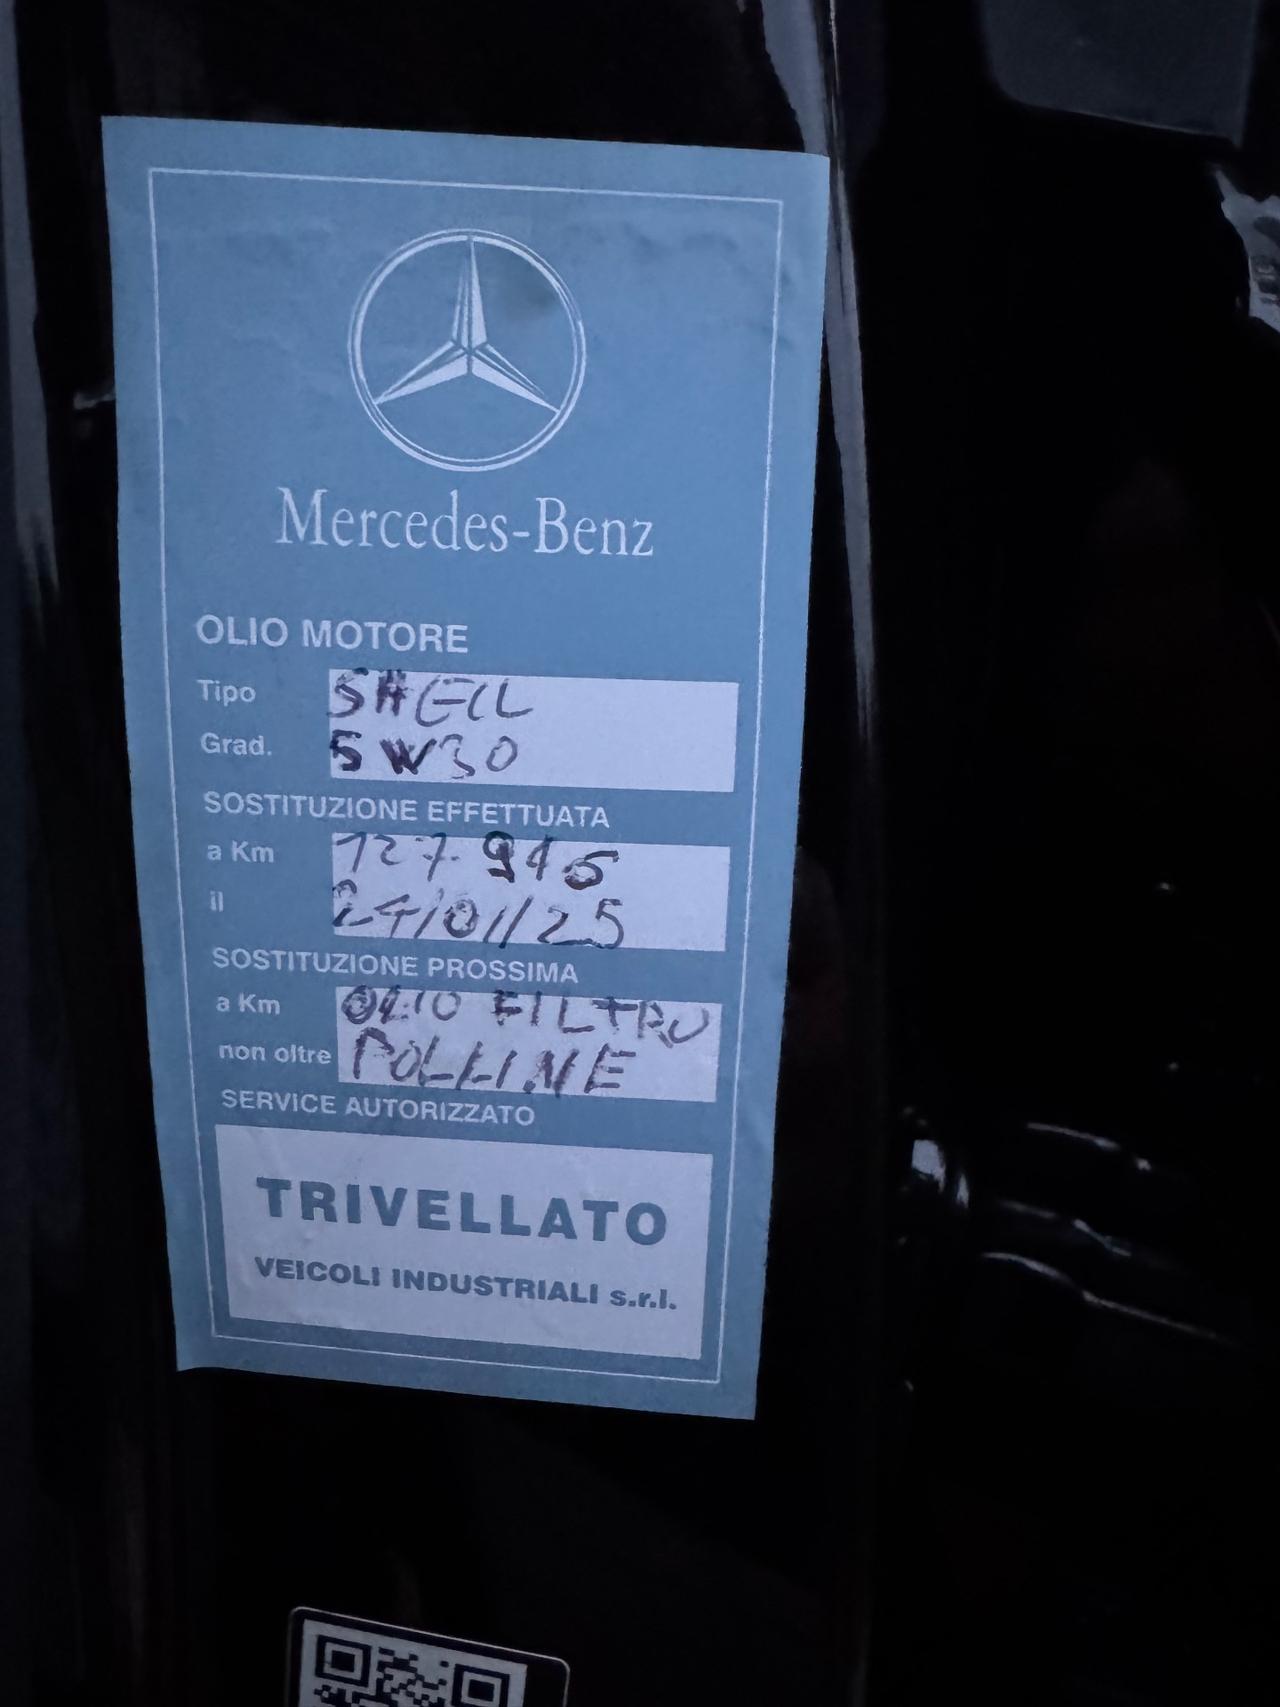 Mercedes-Benz
OLIO MOTORE
Tipo SHELL
Grad. 5W30
SOSTITUZIONE EFFETTUATA
a Km 127.945
il 24/01/25
SOSTITUZIONE PROSSIMA
a Km OLIO FILTRO
non oltre POLLINE
SERVICE AUTORIZZATO
TRIVELLATO
VEICOLI INDUSTRIALI s.r.l.